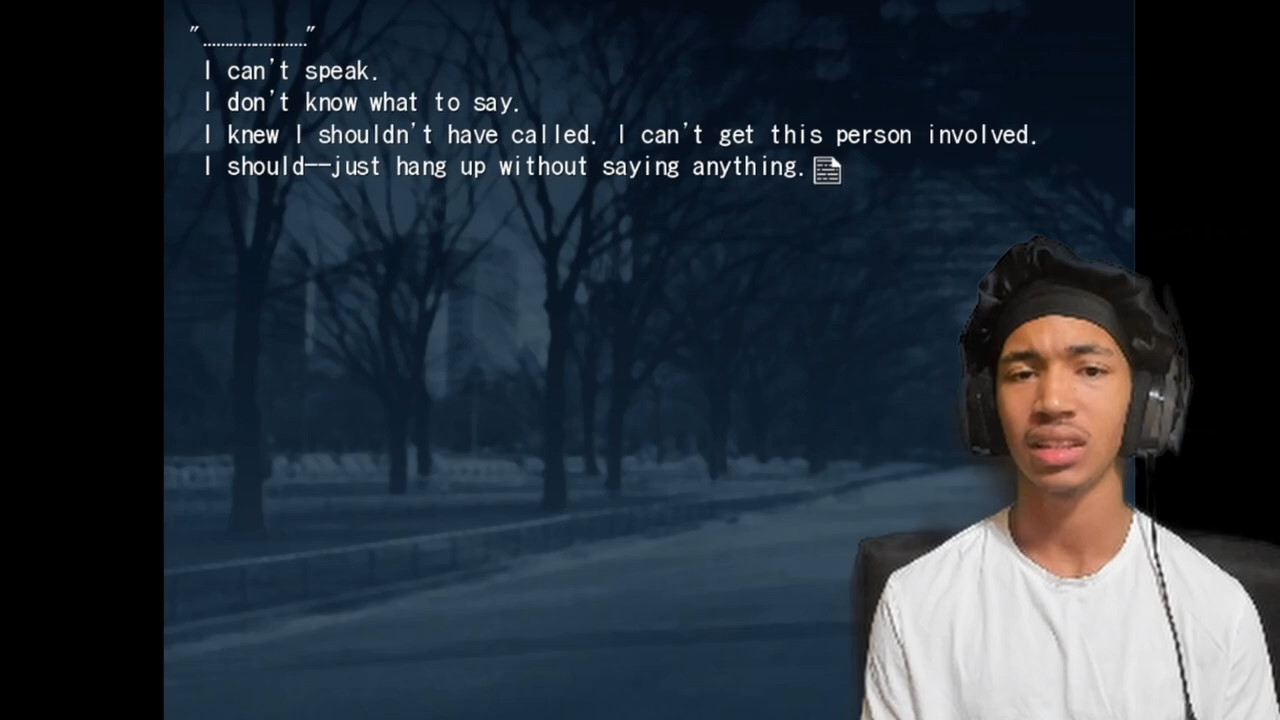 "……………………"
I can't speak.
I don't know what to say.
I knew I shouldn't have called. I can't get this person involved.
I should――just hang up without saying anything.